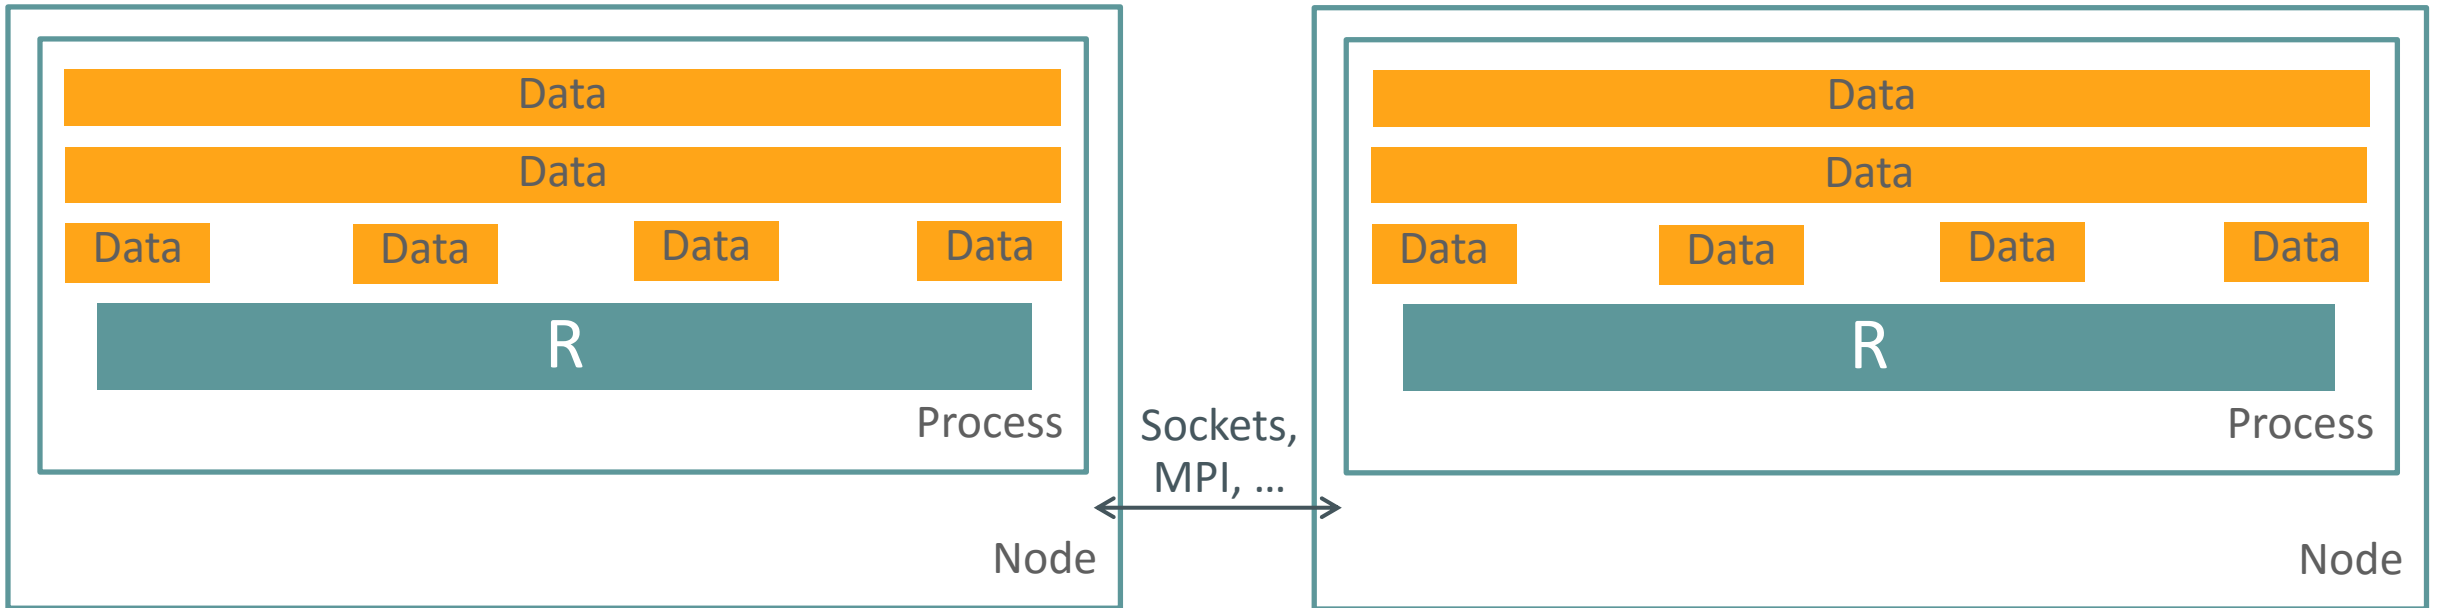 Data
Data
Data Data Data Data
R
Process
Node
Sockets,
MPI, ...
Data
Data
Data Data Data Data
R
Process
Node